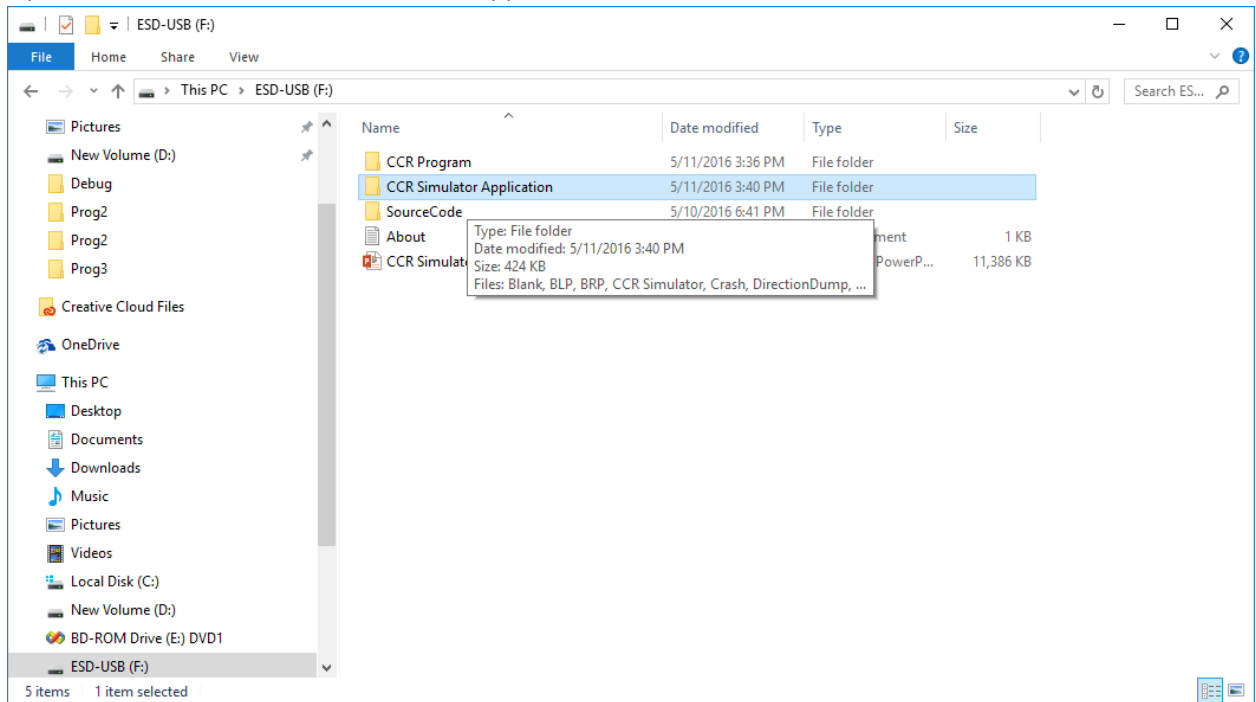 ESD-USB (F:)
File Home Share View
This PC > ESD-USB (F:)
Search ES...
Pictures
New Volume (D:)
Debug
Prog2
Prog2
Prog3
Creative Cloud Files
OneDrive
This PC
Desktop
Documents
Downloads
Music
Pictures
Videos
Local Disk (C:)
New Volume (D:)
BD-ROM Drive (E:) DVD1
ESD-USB (F:)
Name Date modified Type Size
CCR Program 5/11/2016 3:36 PM File folder
CCR Simulator Application 5/11/2016 3:40 PM File folder
SourceCode 5/10/2016 6:41 PM File folder
About ment 1 KB
CCR Simulat PowerP... 11,386 KB
Type: File folder
Date modified: 5/11/2016 3:40 PM
Size: 424 KB
Files: Blank, BLP, BRP, CCR Simulator, Crash, DirectionDump, ...
5 items 1 item selected